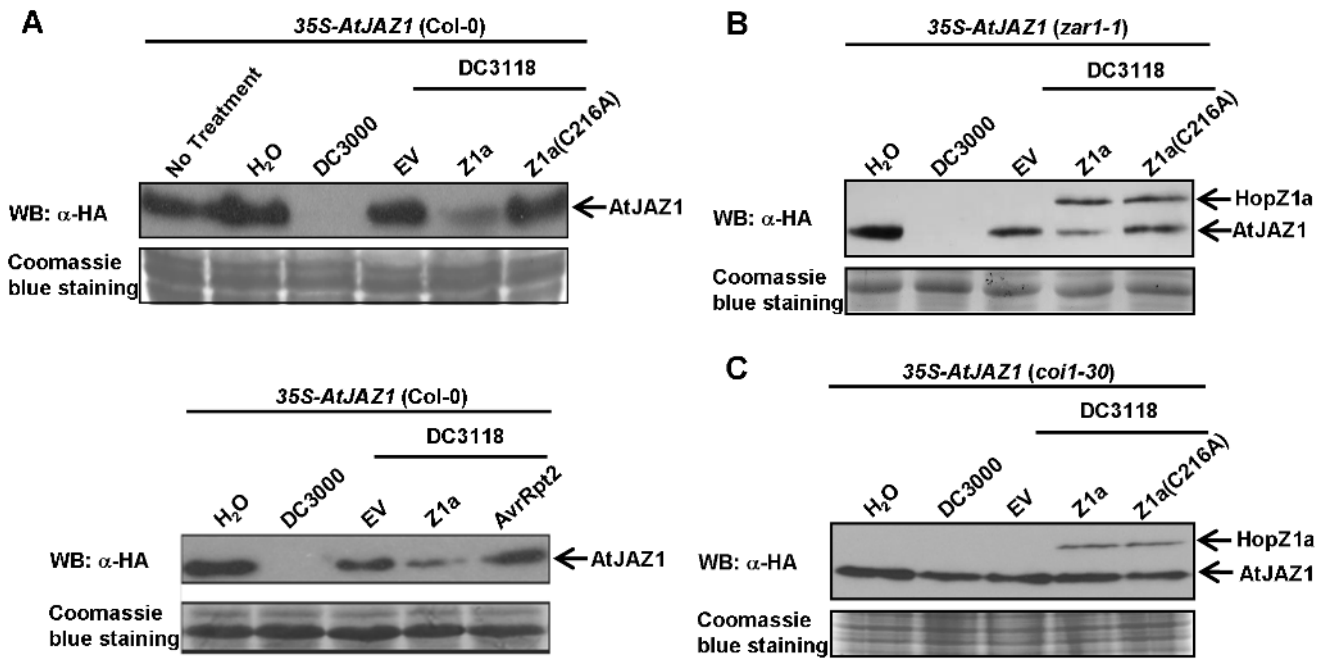 A
35S-AtJAZ1 (Col-0)
DC3118
No Treatment
H2O
DC3000
EV
Z1a
Z1a(C216A)
WB: α-HA
AtJAZ1
Coomassie
blue staining
35S-AtJAZ1 (Col-0)
DC3118
H2O
DC3000
EV
Z1a
AvrRpt2
WB: α-HA
AtJAZ1
Coomassie
blue staining
B
35S-AtJAZ1 (zar1-1)
DC3118
H2O
DC3000
EV
Z1a
Z1a(C216A)
HopZ1a
WB: α-HA
AtJAZ1
Coomassie
blue staining
C
35S-AtJAZ1 (coi1-30)
DC3118
H2O
DC3000
EV
Z1a
Z1a(C216A)
HopZ1a
WB: α-HA
AtJAZ1
Coomassie
blue staining